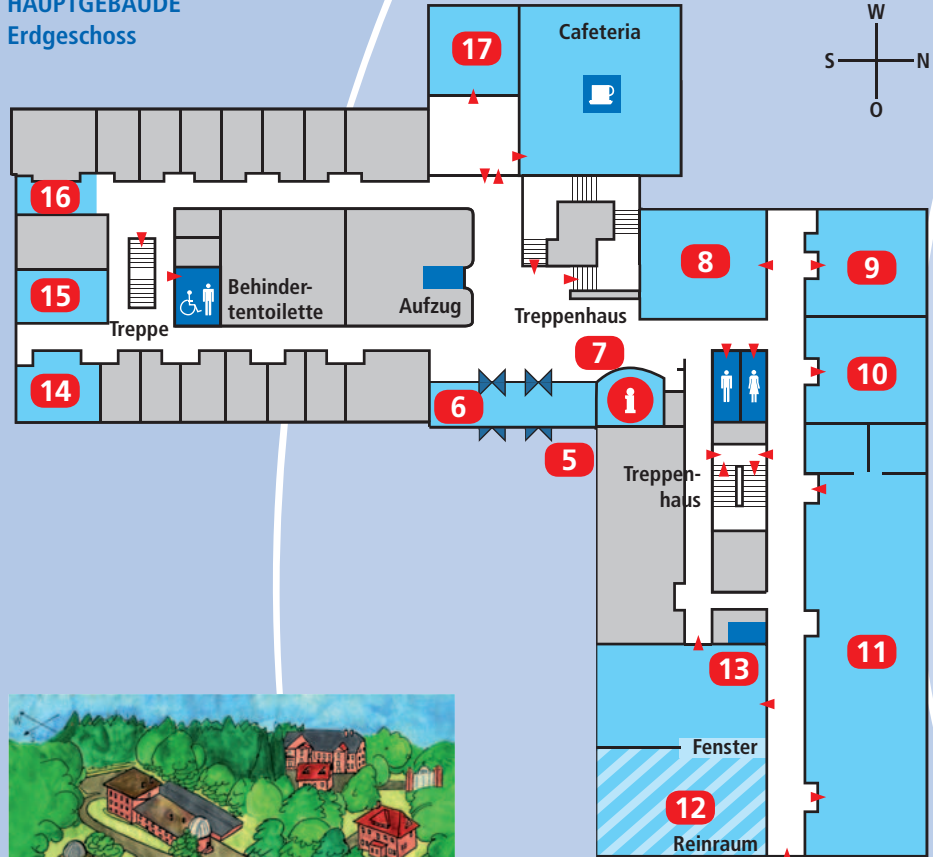 HAUPTGEBÄUDE
Erdgeschoss
W
S
N
O
17
Cafeteria
16
8
9
15
Behinder-
tentoilette
Aufzug
Treppe
Treppenhaus
7
14
6
i
10
5
Treppen-
haus
11
13
Fenster
12
Reinraum